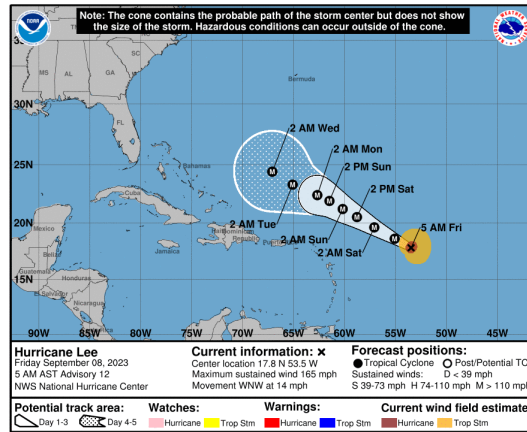 Note: The cone contains the probable path of the storm center but does not show
the size of the storm. Hazardous conditions can occur outside of the cone.
NOAA
SC
MS AL GA
Bermuda
30N
FL
2 AM Wed
2 AM Mon
25N
Bahamas
2 PM Sun
2 PM Sat
M M M M M M M M
Cuba
2 AM Tue
5 AM Fri
20N
Mexico
Haiti
Dominican
Republic
Puerto
2 AM Sun
Jamaica
2 AM Sat
Belize
15N
Guatemala
Honduras
El Salvador
Nicaragua
90W 85W 80W 75W 70W 65W 60W 55W 50W 45W
Hurricane Lee
Friday September 08, 2023
5 AM AST Advisory 12
NWS National Hurricane Center
Current information: ×
Center location 17.8 N 53.5 W
Maximum sustained wind 165 mph
Movement WNW at 14 mph
Forecast positions:
Tropical Cyclone Post/Potential TC
Sustained winds: D < 39 mph
S 39-73 mph H 74-110 mph M > 110 mph
Potential track area:
Day 1-3 Day 4-5
Watches:
Hurricane Trop Stm
Warnings:
Hurricane Trop Stm
Current wind field estimate
Hurricane Trop Stm